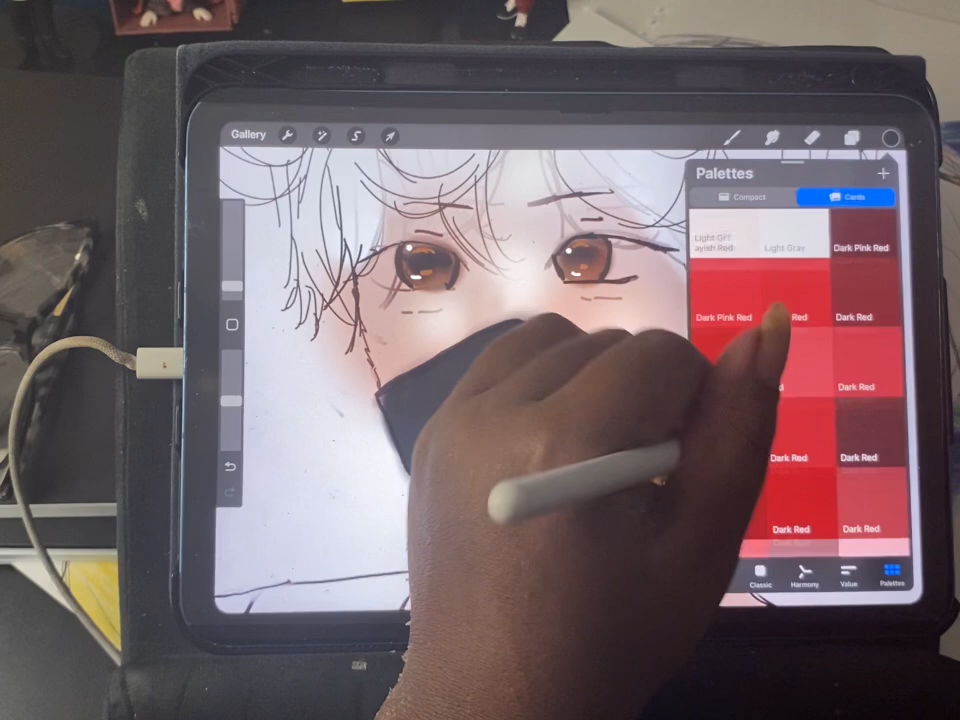 Gallery
Palettes
Compact
Cards
Light Gray
Dark Pink Red
Dark Pink Red
Red
Dark Red
Dark Red
Dark Red
Dark Red
Dark Red
Dark Red
Classic
Harmony
Value
Palettes